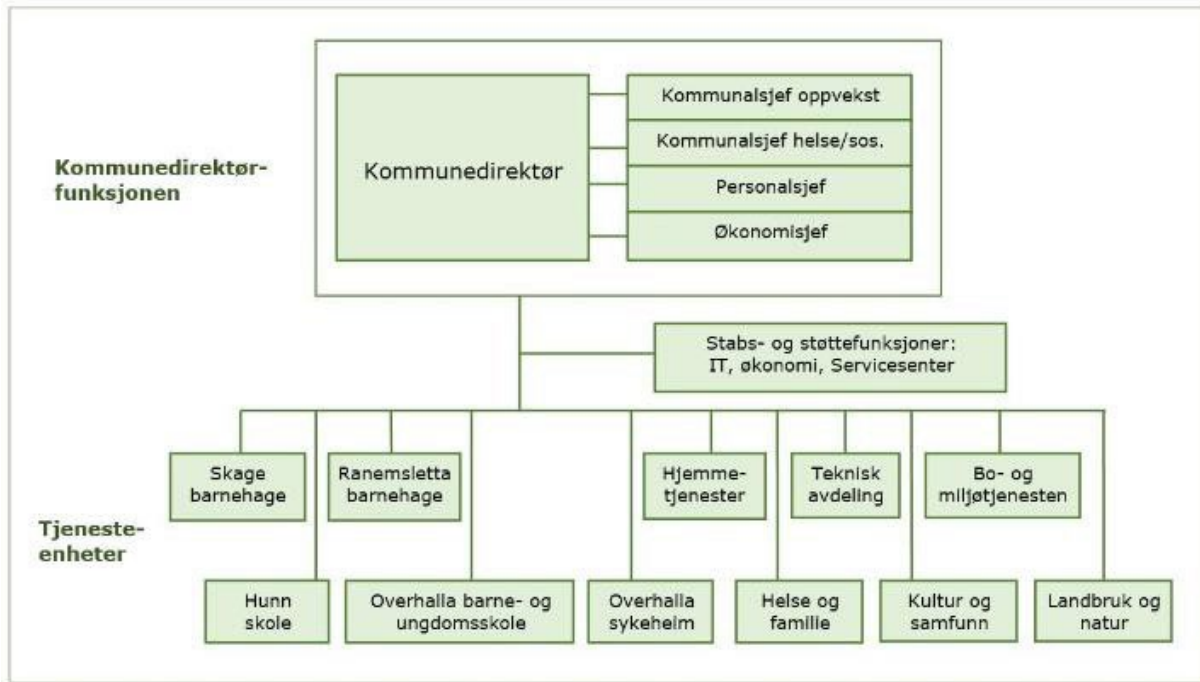 Kommunedirektør-
funksjonen
Kommunedirektør
Kommunalsjef oppvekst
Kommunalsjef helse/sos.
Personalsjef
Økonomisjef
Stabs- og støttefunksjoner:
IT, økonomi, Servicesenter
Tjeneste-
enheter
Skage
barnehage
Ranemsletta
barnehage
Hjemme-
tjenester
Teknisk
avdeling
Bo- og
miljøtjenesten
Hunn
skole
Overhalla barne- og
ungdomsskole
Overhalla
sykeheim
Helse og
familie
Kultur og
samfunn
Landbruk og
natur